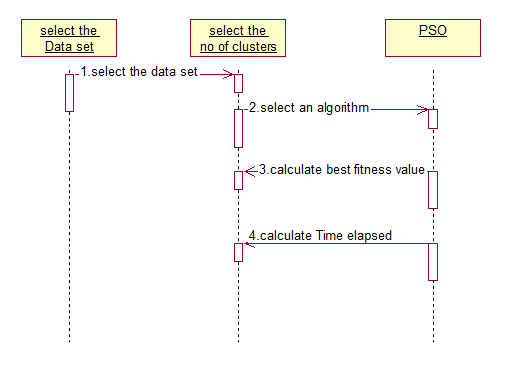 select the
Data set
select the
no of clusters
PSO
1.select the data set
2.select an algorithm
3.calculate best fitness value
4.calculate Time elapsed